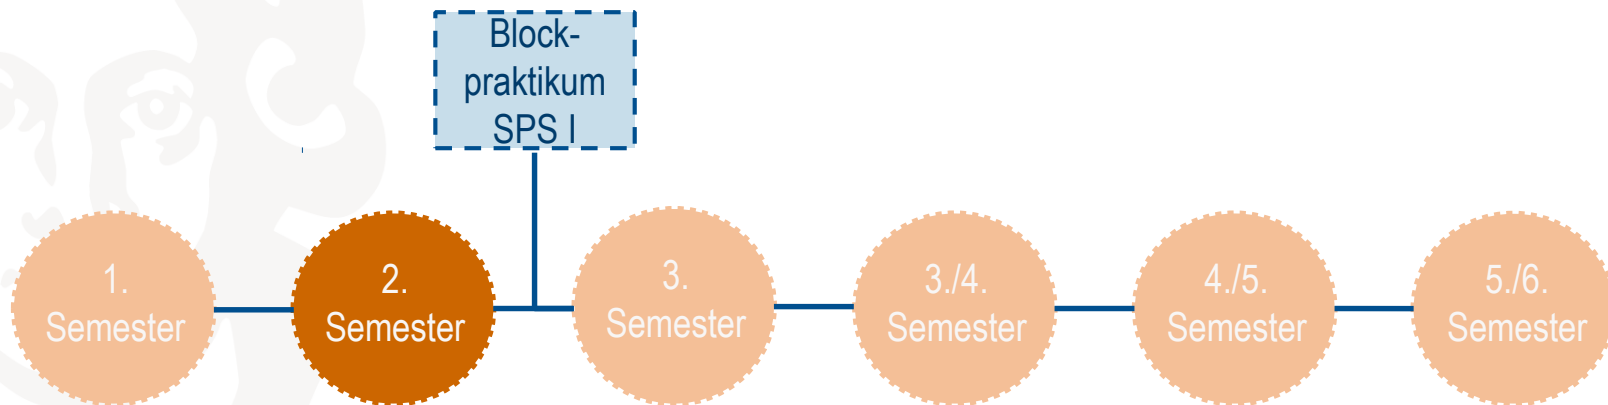 Block-
praktikum
SPS I
1.
Semester
2.
Semester
3.
Semester
3./4.
Semester
4./5.
Semester
5./6.
Semester